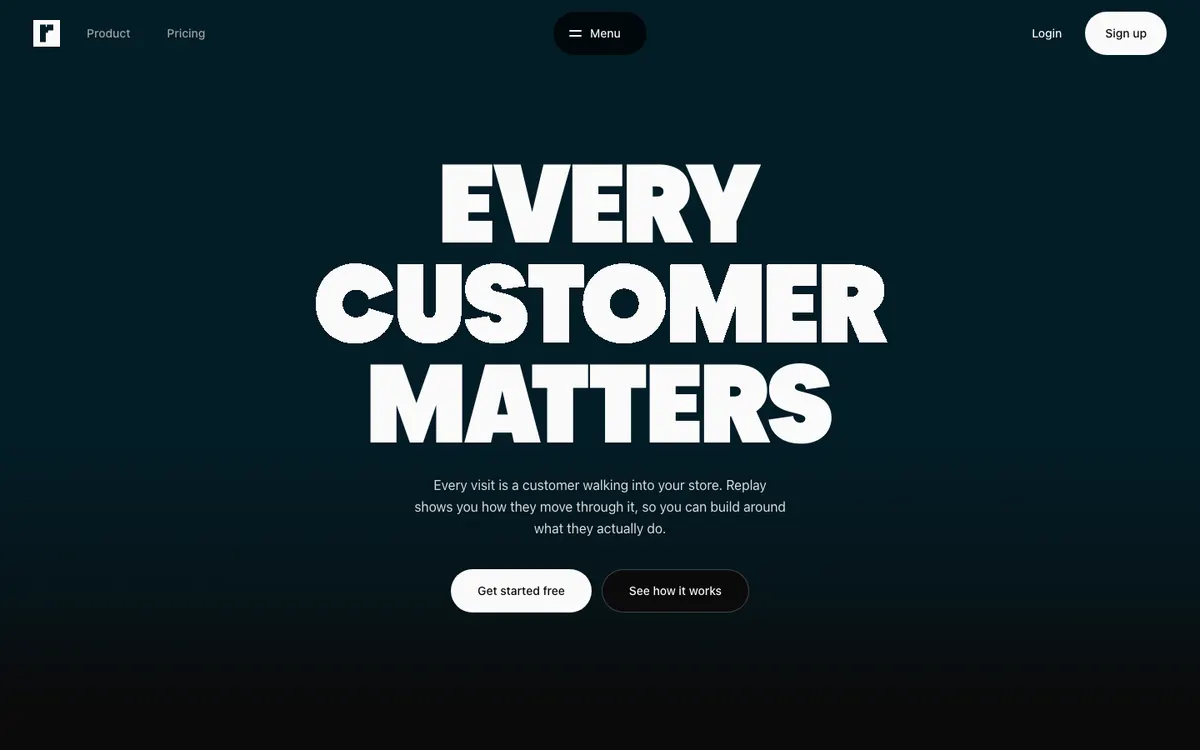 r
Product
Pricing
Menu
Login
Sign up
EVERY
CUSTOMER
MATTERS
Every visit is a customer walking into your store. Replay
shows you how they move through it, so you can build around
what they actually do.
Get started free
See how it works